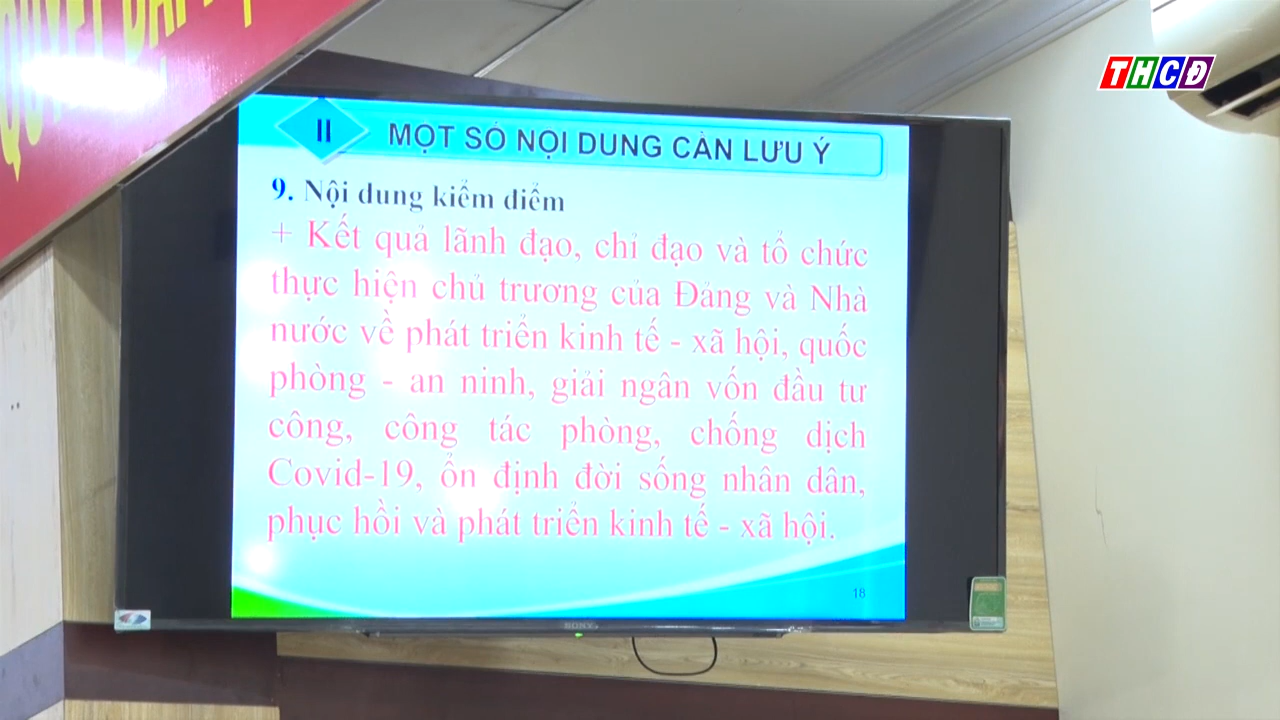 THCĐ
II
MỘT SỐ NỘI DUNG CẦN LƯU Ý
9. Nội dung kiểm điểm
+ Kết quả lãnh đạo, chỉ đạo và tổ chức
thực hiện chủ trương của Đảng và Nhà
nước về phát triển kinh tế - xã hội, quốc
phòng - an ninh, giải ngân vốn đầu tư
công, công tác phòng, chống dịch
Covid-19, ổn định đời sống nhân dân,
phục hồi và phát triển kinh tế - xã hội.
18
SONY